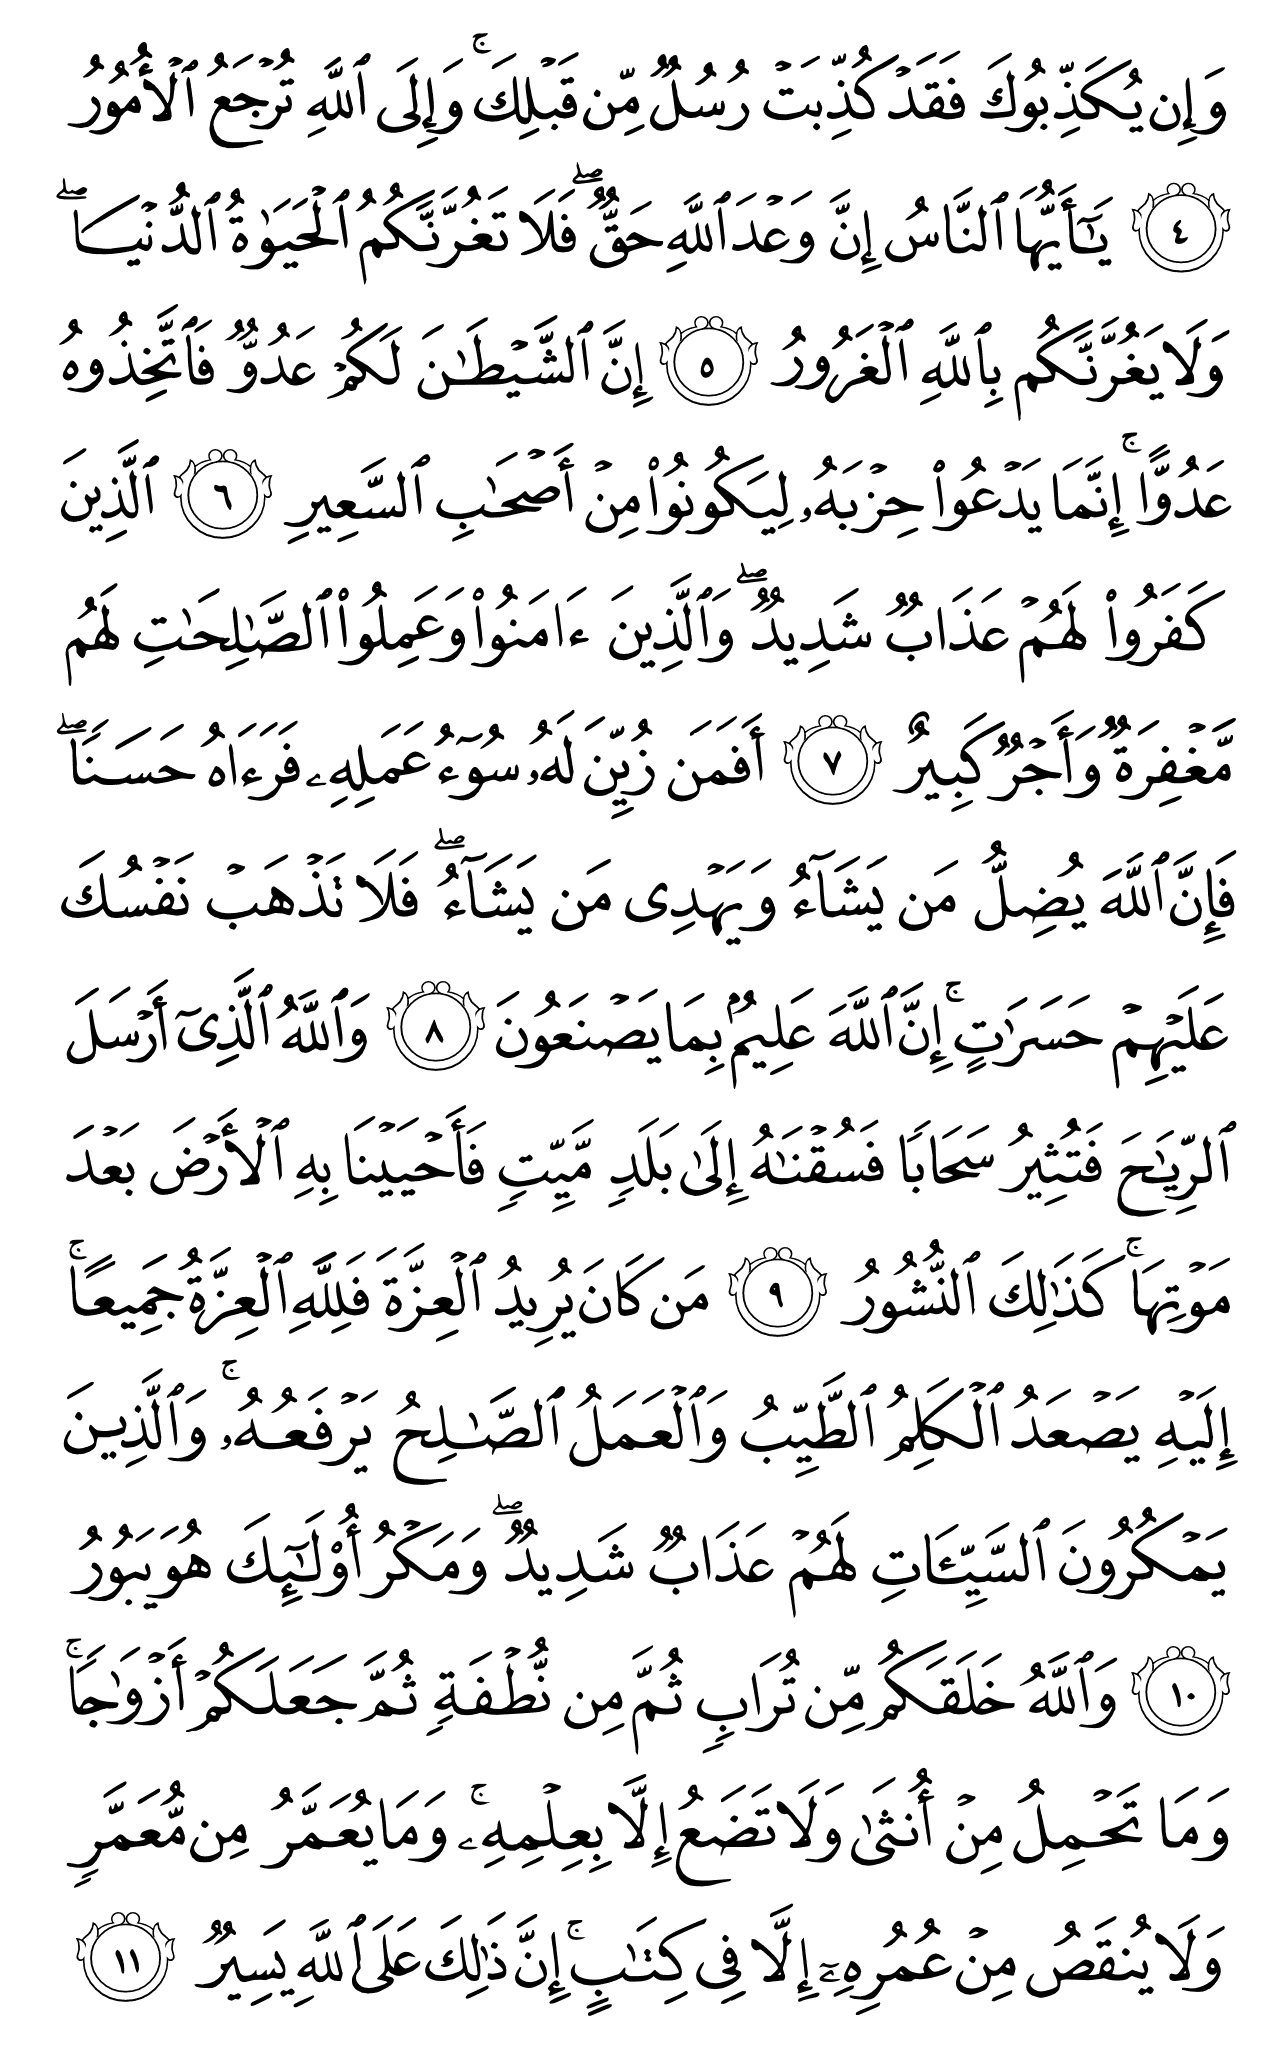 وَإِن يُكَذِّبُوكَ فَقَدْ كُذِّبَتْ رُسُلٌ مِّن قَبْلِكَ ۚ وَإِلَى ٱللَّهِ تُرْجَعُ ٱلْأُمُورُ
٤ يَـٰٓأَيُّهَا ٱلنَّاسُ إِنَّ وَعْدَ ٱللَّهِ حَقٌّ ۖ فَلَا تَغُرَّنَّكُمُ ٱلْحَيَوٰةُ ٱلدُّنْيَا ۖ
وَلَا يَغُرَّنَّكُم بِٱللَّهِ ٱلْغَرُورُ ٥ إِنَّ ٱلشَّيْطَـٰنَ لَكُمْ عَدُوٌّ فَٱتَّخِذُوهُ
عَدُوًّا ۚ إِنَّمَا يَدْعُوا۟ حِزْبَهُۥ لِيَكُونُوا۟ مِنْ أَصْحَـٰبِ ٱلسَّعِيرِ ٦ ٱلَّذِينَ
كَفَرُوا۟ لَهُمْ عَذَابٌ شَدِيدٌ ۖ وَٱلَّذِينَ ءَامَنُوا۟ وَعَمِلُوا۟ ٱلصَّـٰلِحَـٰتِ لَهُم
مَّغْفِرَةٌ وَأَجْرٌ كَبِيرٌ ٧ أَفَمَن زُيِّنَ لَهُۥ سُوٓءُ عَمَلِهِۦ فَرَءَاهُ حَسَنًا ۖ
فَإِنَّ ٱللَّهَ يُضِلُّ مَن يَشَآءُ وَيَهْدِى مَن يَشَآءُ ۖ فَلَا تَذْهَبْ نَفْسُكَ
عَلَيْهِمْ حَسَرَٰتٍ ۚ إِنَّ ٱللَّهَ عَلِيمٌۢ بِمَا يَصْنَعُونَ ٨ وَٱللَّهُ ٱلَّذِىٓ أَرْسَلَ
ٱلرِّيَـٰحَ فَتُثِيرُ سَحَابًا فَسُقْنَـٰهُ إِلَىٰ بَلَدٍ مَّيِّتٍ فَأَحْيَيْنَا بِهِ ٱلْأَرْضَ بَعْدَ
مَوْتِهَا ۚ كَذَٰلِكَ ٱلنُّشُورُ ٩ مَن كَانَ يُرِيدُ ٱلْعِزَّةَ فَلِلَّهِ ٱلْعِزَّةُ جَمِيعًا ۚ
إِلَيْهِ يَصْعَدُ ٱلْكَلِمُ ٱلطَّيِّبُ وَٱلْعَمَلُ ٱلصَّـٰلِحُ يَرْفَعُهُۥ ۚ وَٱلَّذِينَ
يَمْكُرُونَ ٱلسَّيِّـَٔاتِ لَهُمْ عَذَابٌ شَدِيدٌ ۖ وَمَكْرُ أُو۟لَـٰٓئِكَ هُوَ يَبُورُ
١٠ وَٱللَّهُ خَلَقَكُم مِّن تُرَابٍ ثُمَّ مِن نُّطْفَةٍ ثُمَّ جَعَلَكُمْ أَزْوَٰجًا ۚ
وَمَا تَحْمِلُ مِنْ أُنثَىٰ وَلَا تَضَعُ إِلَّا بِعِلْمِهِۦ ۚ وَمَا يُعَمَّرُ مِن مُّعَمَّرٍ
وَلَا يُنقَصُ مِنْ عُمُرِهِۦٓ إِلَّا فِى كِتَـٰبٍ ۚ إِنَّ ذَٰلِكَ عَلَى ٱللَّهِ يَسِيرٌ ١١